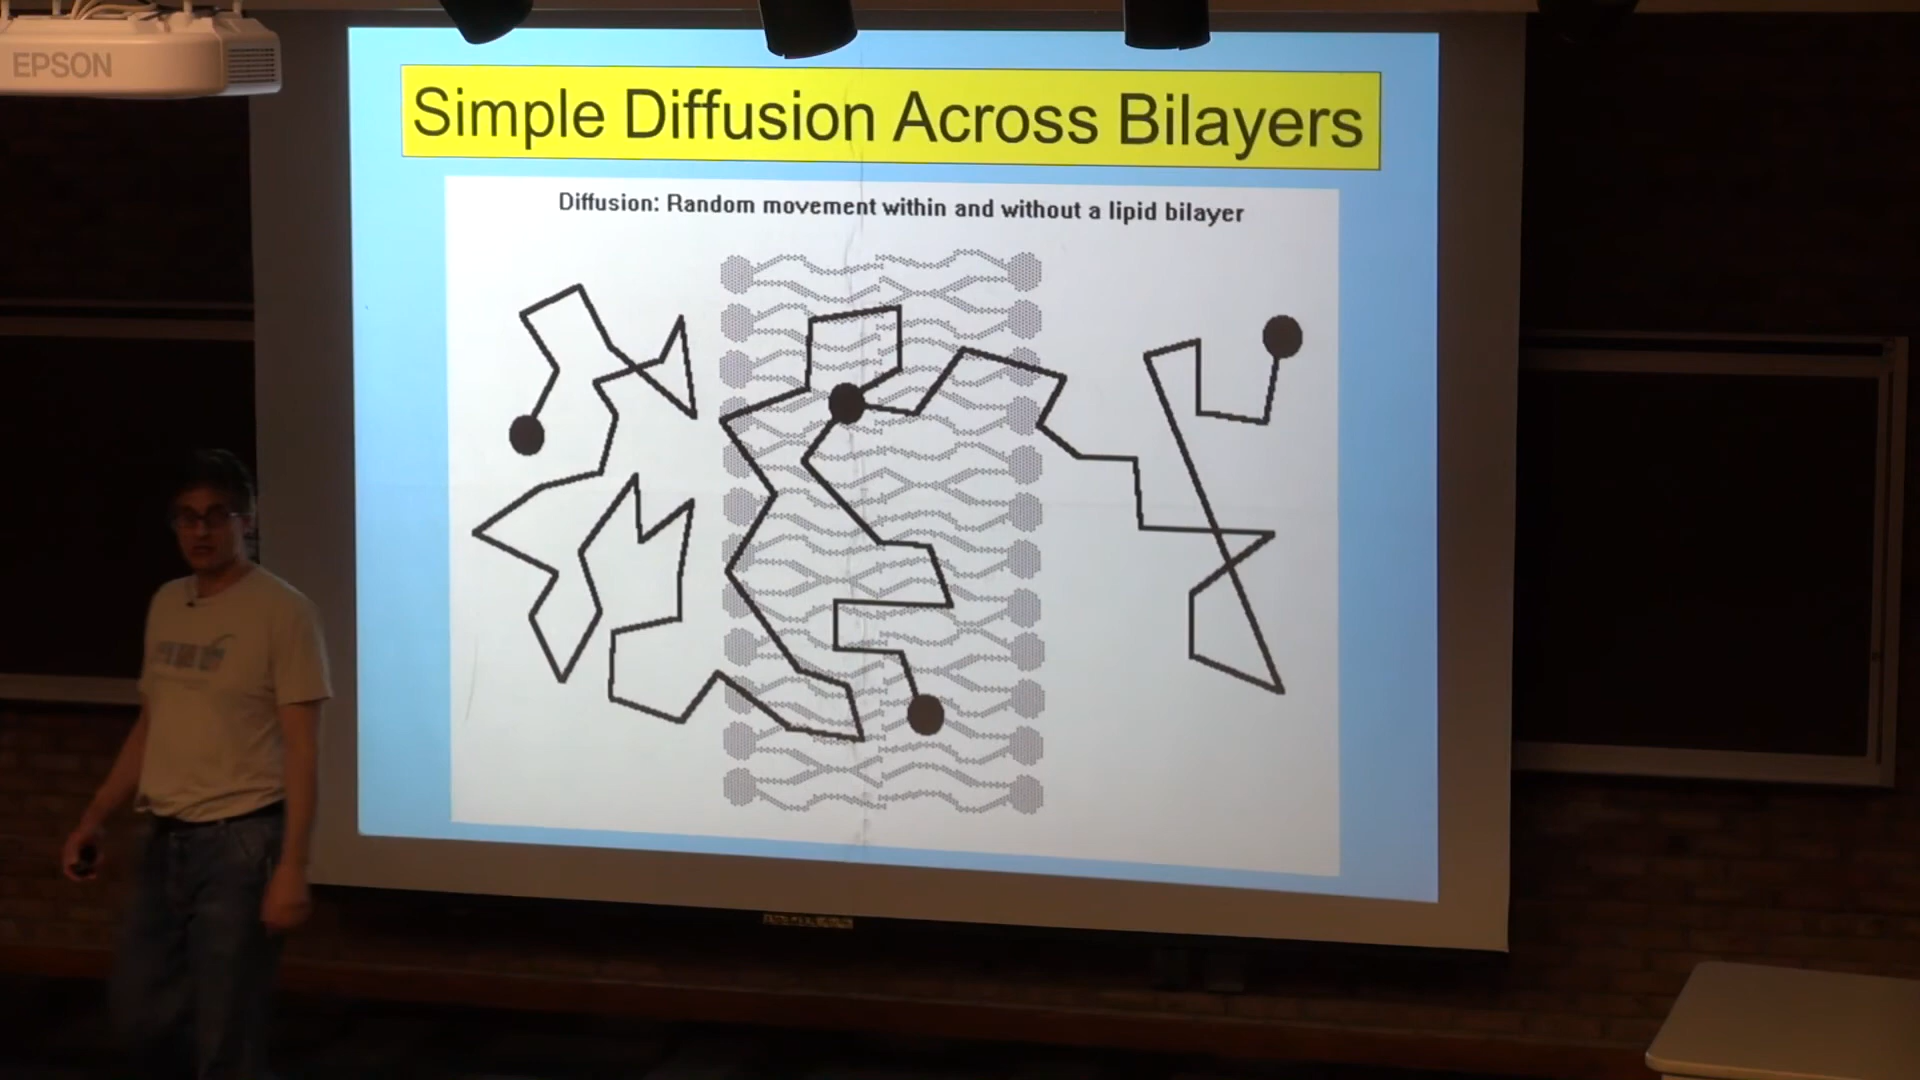 EPSON
Simple Diffusion Across Bilayers
Diffusion: Random movement within and without a lipid bilayer